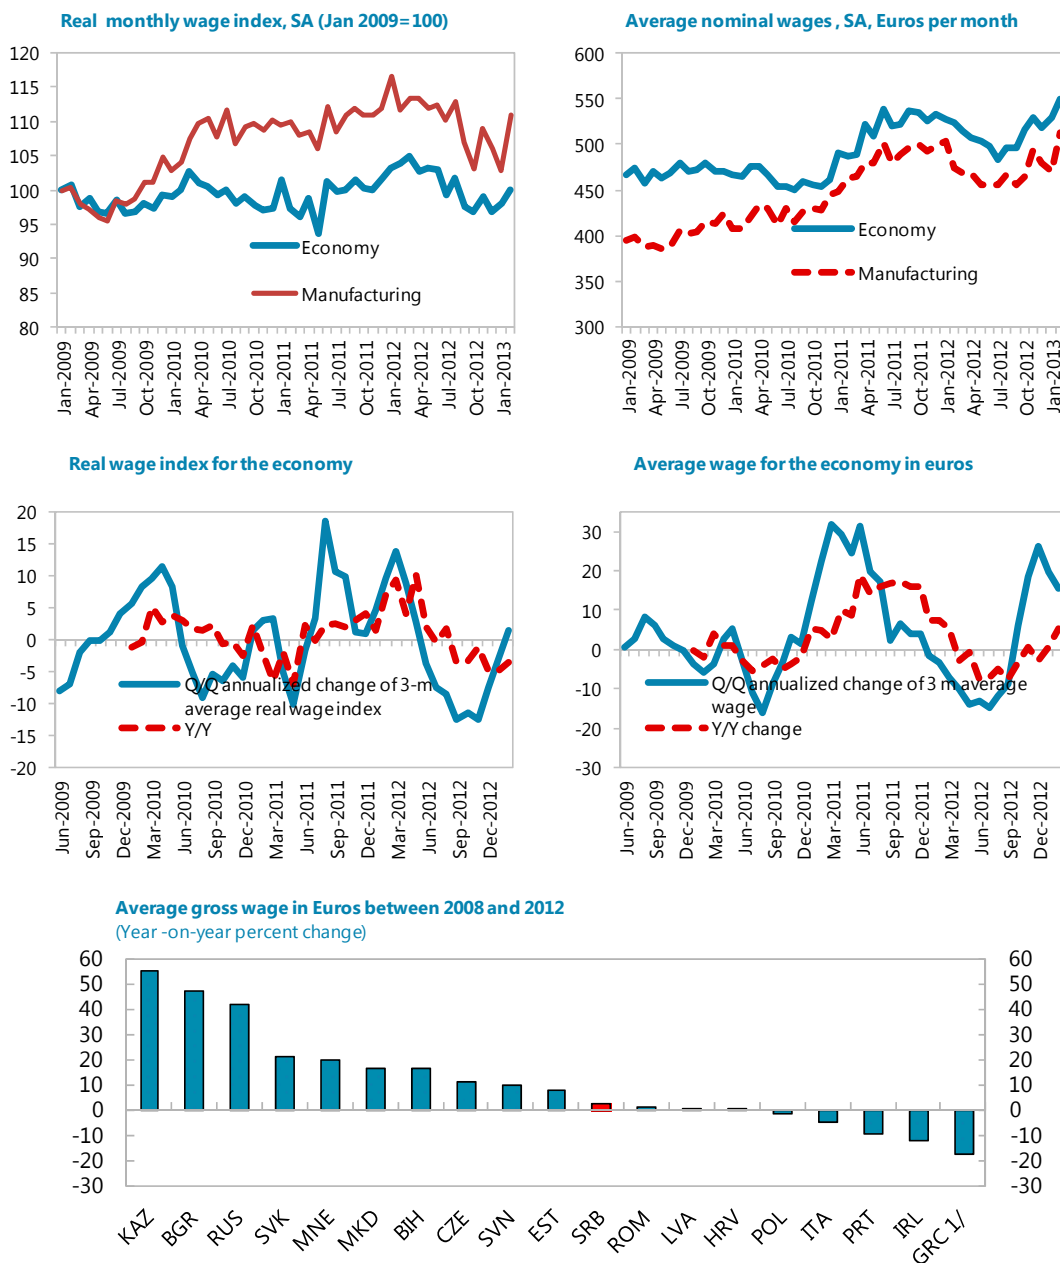 Real monthly wage index, SA (Jan 2009=100)
120
115
110
105
100
95
90
85
80
Economy
Manufacturing
Jan-2009
Apr-2009
Jul-2009
Oct-2009
Jan-2010
Apr-2010
Jul-2010
Oct-2010
Jan-2011
Apr-2011
Jul-2011
Oct-2011
Jan-2012
Apr-2012
Jul-2012
Oct-2012
Jan-2013
Average nominal wages , SA, Euros per month
600
550
500
450
400
350
300
Economy
Manufacturing
Jan-2009
Apr-2009
Jul-2009
Oct-2009
Jan-2010
Apr-2010
Jul-2010
Oct-2010
Jan-2011
Apr-2011
Jul-2011
Oct-2011
Jan-2012
Apr-2012
Jul-2012
Oct-2012
Jan-2013
Real wage index for the economy
20
15
10
5
0
-5
-10
-15
-20
Q/Q annualized change of 3-m
average real wage index
Y/Y
Jun-2009
Sep-2009
Dec-2009
Mar-2010
Jun-2010
Sep-2010
Dec-2010
Mar-2011
Jun-2011
Sep-2011
Dec-2011
Mar-2012
Jun-2012
Sep-2012
Dec-2012
Average wage for the economy in euros
30
20
10
0
-10
-20
-30
Q/Q annualized change of 3 m average
wage
Y/Y change
Jun-2009
Sep-2009
Dec-2009
Mar-2010
Jun-2010
Sep-2010
Dec-2010
Mar-2011
Jun-2011
Sep-2011
Dec-2011
Mar-2012
Jun-2012
Sep-2012
Dec-2012
Average gross wage in Euros between 2008 and 2012
(Year -on-year percent change)
60
50
40
30
20
10
0
-10
-20
-30
60
50
40
30
20
10
0
-10
-20
-30
KAZ
BGR
RUS
SVK
MNE
MKD
BIH
CZE
SVN
EST
SRB
ROM
LVA
HRV
POL
ITA
PRT
IRL
GRC 1/